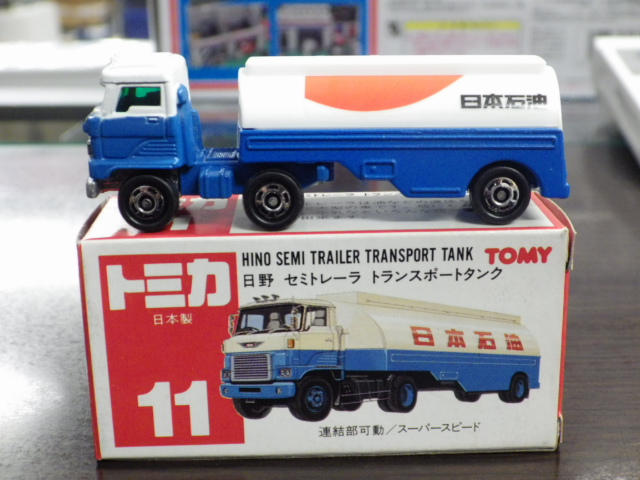 日本石油
HINO SEMI TRAILER TRANSPORT TANK TOMY
トミカ
日野 セミトレーラ トランスポートタンク
日本製
日本石油
11
連結部可動/スーパースピード